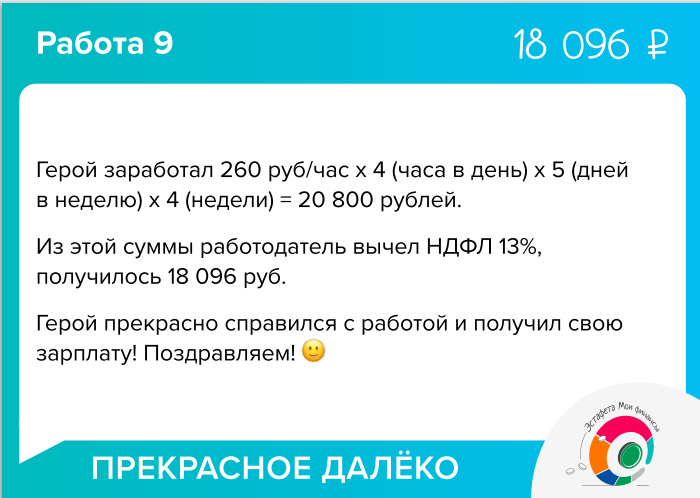 Работа 9
18 096 ₽
Герой заработал 260 руб/час х 4 (часа в день) х 5 (дней
в неделю) х 4 (недели) = 20 800 рублей.
Из этой суммы работодатель вычел НДФЛ 13%,
получилось 18 096 руб.
Герой прекрасно справился с работой и получил свою
зарплату! Поздравляем! 🙂
Эстафета Мои финансы
ПРЕКРАСНОЕ ДАЛЁКО